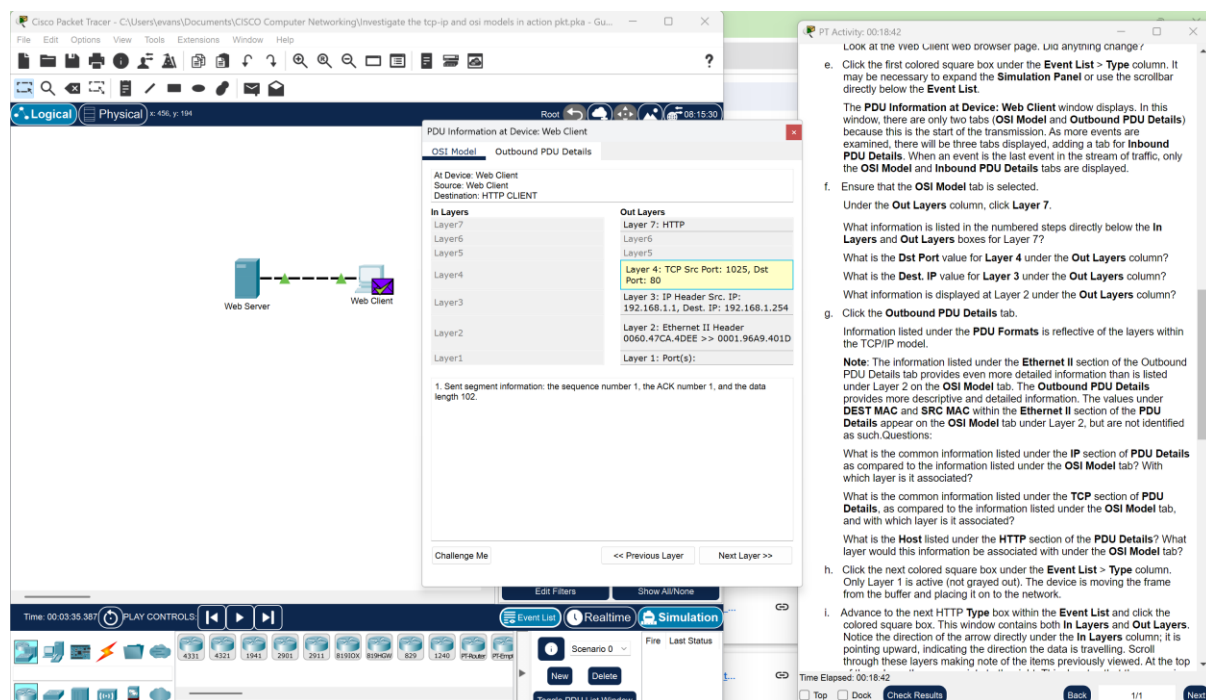 Cisco Packet Tracer - C:\Users\evans\Documents\CISCO Computer Networking\Investigate the tcp-ip and osi models in action pkt.pka - Gu...
File Edit Options View Tools Extensions Window Help
?
Logical
Physical
x: 456, y: 194
Root
08:15:30
Web Server
Web Client
PDU Information at Device: Web Client
OSI Model
Outbound PDU Details
At Device: Web Client
Source: Web Client
Destination: HTTP CLIENT
In Layers
Layer7
Layer6
Layer5
Layer4
Layer3
Layer2
Layer1
Out Layers
Layer 7: HTTP
Layer6
Layer5
Layer 4: TCP Src Port: 1025, Dst
Port: 80
Layer 3: IP Header Src. IP:
192.168.1.1, Dest. IP: 192.168.1.254
Layer 2: Ethernet II Header
0060.47CA.4DEE >> 0001.96A9.401D
Layer 1: Port(s):
1. Sent segment information: the sequence number 1, the ACK number 1, and the data
length 102.
Challenge Me
<< Previous Layer
Next Layer >>
Edit Filters
Show All/None
Time: 00:03:35.387
PLAY CONTROLS:
Event List
Realtime
Simulation
4331 4321 1941 2901 2911 819IOX 819HGW 829 1240 PT-Router PT-Empt
Scenario 0
New
Delete
Toggle PDU List Window
Fire Last Status
PT Activity: 00:18:42
Look at the Web Client web browser page. Did anything change?
e. Click the first colored square box under the Event List > Type column. It
may be necessary to expand the Simulation Panel or use the scrollbar
directly below the Event List.
The PDU Information at Device: Web Client window displays. In this
window, there are only two tabs (OSI Model and Outbound PDU Details)
because this is the start of the transmission. As more events are
examined, there will be three tabs displayed, adding a tab for Inbound
PDU Details. When an event is the last event in the stream of traffic, only
the OSI Model and Inbound PDU Details tabs are displayed.
f. Ensure that the OSI Model tab is selected.
Under the Out Layers column, click Layer 7.
What information is listed in the numbered steps directly below the In
Layers and Out Layers boxes for Layer 7?
What is the Dst Port value for Layer 4 under the Out Layers column?
What is the Dest. IP value for Layer 3 under the Out Layers column?
What information is displayed at Layer 2 under the Out Layers column?
g. Click the Outbound PDU Details tab.
Information listed under the PDU Formats is reflective of the layers within
the TCP/IP model.
Note: The information listed under the Ethernet II section of the Outbound
PDU Details tab provides even more detailed information than is listed
under Layer 2 on the OSI Model tab. The Outbound PDU Details
provides more descriptive and detailed information. The values under
DEST MAC and SRC MAC within the Ethernet II section of the PDU
Details appear on the OSI Model tab under Layer 2, but are not identified
as such.Questions:
What is the common information listed under the IP section of PDU Details
as compared to the information listed under the OSI Model tab? With
which layer is it associated?
What is the common information listed under the TCP section of PDU
Details, as compared to the information listed under the OSI Model tab,
and with which layer is it associated?
What is the Host listed under the HTTP section of the PDU Details? What
layer would this information be associated with under the OSI Model tab?
h. Click the next colored square box under the Event List > Type column.
Only Layer 1 is active (not grayed out). The device is moving the frame
from the buffer and placing it on to the network.
i. Advance to the next HTTP Type box within the Event List and click the
colored square box. This window contains both In Layers and Out Layers.
Notice the direction of the arrow directly under the In Layers column; it is
pointing upward, indicating the direction the data is travelling. Scroll
through these layers making note of the items previously viewed. At the top
Time Elapsed: 00:18:42
Top
Dock
Check Results
Back
1/1
Next